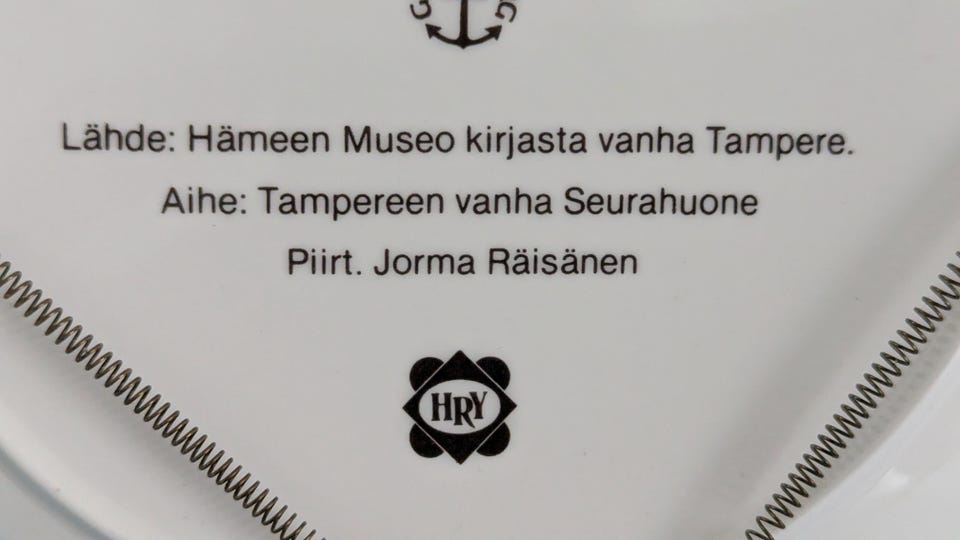 G G
Lähde: Hämeen Museo kirjasta vanha Tampere.
Aihe: Tampereen vanha Seurahuone
Piirt. Jorma Räisänen
HRY